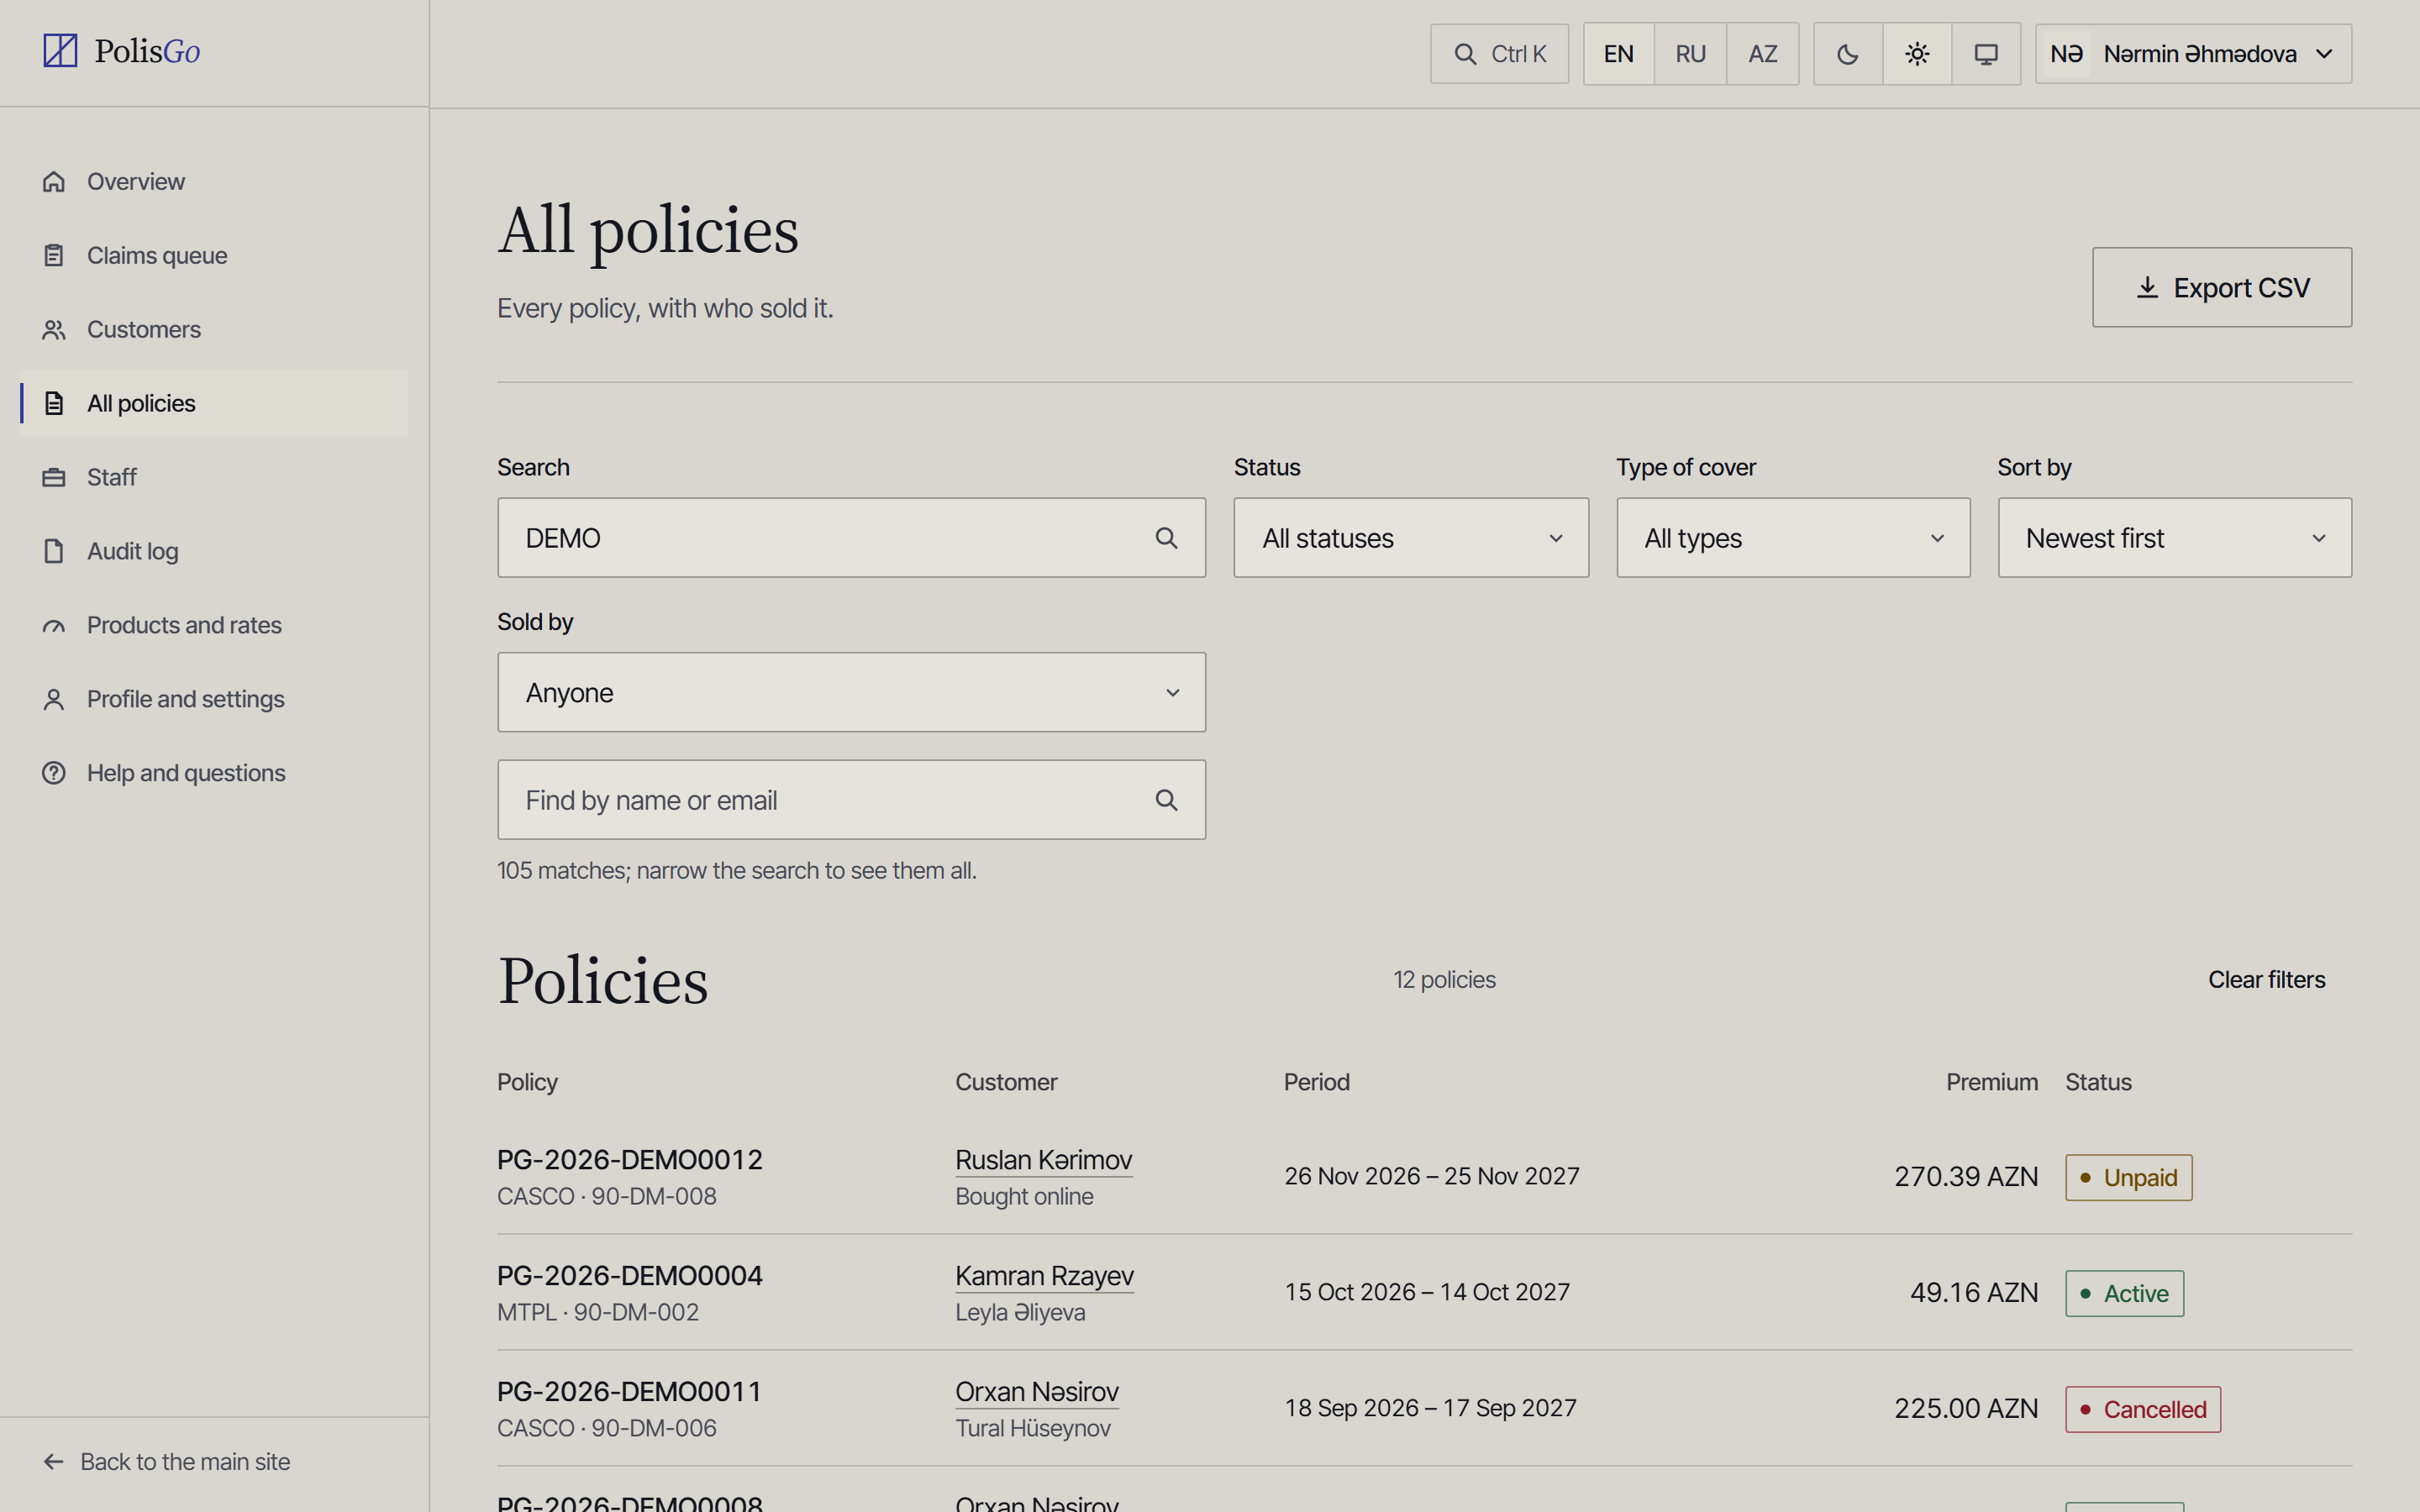 PolisGo
Ctrl K
EN
RU
AZ
NƏ
Nərmin Əhmədova
Overview
Claims queue
Customers
All policies
Staff
Audit log
Products and rates
Profile and settings
Help and questions
Back to the main site
All policies
Every policy, with who sold it.
Export CSV
Search
DEMO
Status
All statuses
Type of cover
All types
Sort by
Newest first
Sold by
Anyone
Find by name or email
105 matches; narrow the search to see them all.
Policies
12 policies
Clear filters
Policy
Customer
Period
Premium
Status
PG-2026-DEMO0012
CASCO · 90-DM-008
Ruslan Kərimov
Bought online
26 Nov 2026 – 25 Nov 2027
270.39 AZN
Unpaid
PG-2026-DEMO0004
MTPL · 90-DM-002
Kamran Rzayev
Leyla Əliyeva
15 Oct 2026 – 14 Oct 2027
49.16 AZN
Active
PG-2026-DEMO0011
CASCO · 90-DM-006
Orxan Nəsirov
Tural Hüseynov
18 Sep 2026 – 17 Sep 2027
225.00 AZN
Cancelled
PG-2026-DEMO0008
Orxan Nəsirov